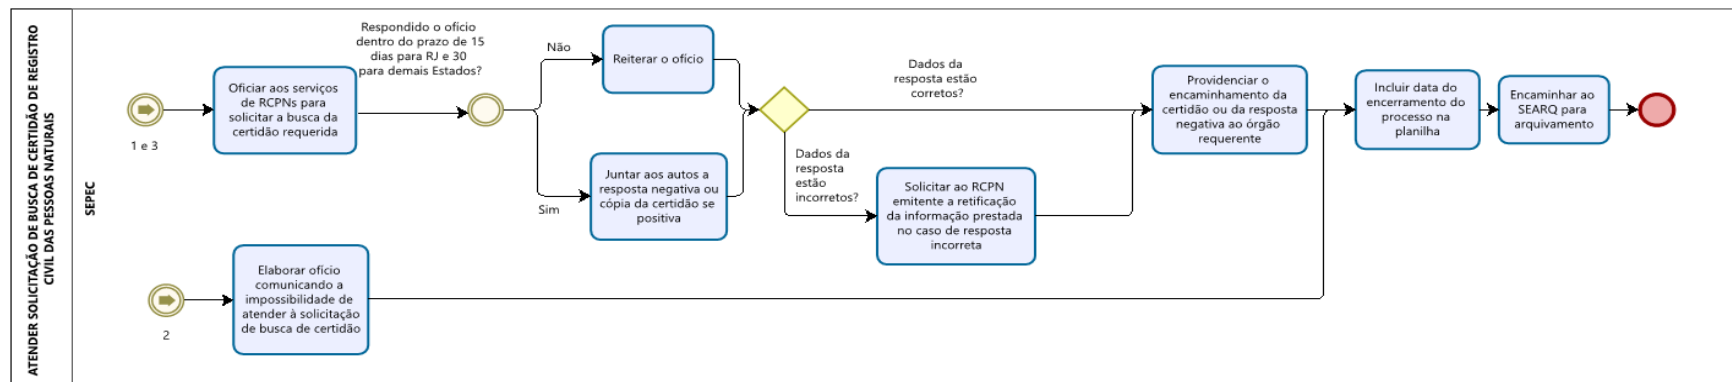 ATENDER SOLICITAÇÃO DE BUSCA DE CERTIDÃO DE REGISTRO
CIVIL DAS PESSOAS NATURAIS
SEPEC
1 e 3
Oficiar aos serviços
de RCPNs para
solicitar a busca da
certidão requerida
Respondido o ofício
dentro do prazo de 15
dias para RJ e 30
para demais Estados?
Não
Reiterar o ofício
Sim
Juntar aos autos a
resposta negativa ou
cópia da certidão se
positiva
Dados da
resposta estão
corretos?
Dados da
resposta
estão
incorretos?
Solicitar ao RCPN
emitente a retificação
da informação prestada
no caso de resposta
incorreta
Providenciar o
encaminhamento da
certidão ou da resposta
negativa ao órgão
requerente
Incluir data do
encerramento do
processo na
planilha
Encaminhar ao
SEARQ para
arquivamento
2
Elaborar ofício
comunicando a
impossibilidade de
atender à solicitação
de busca de certidão